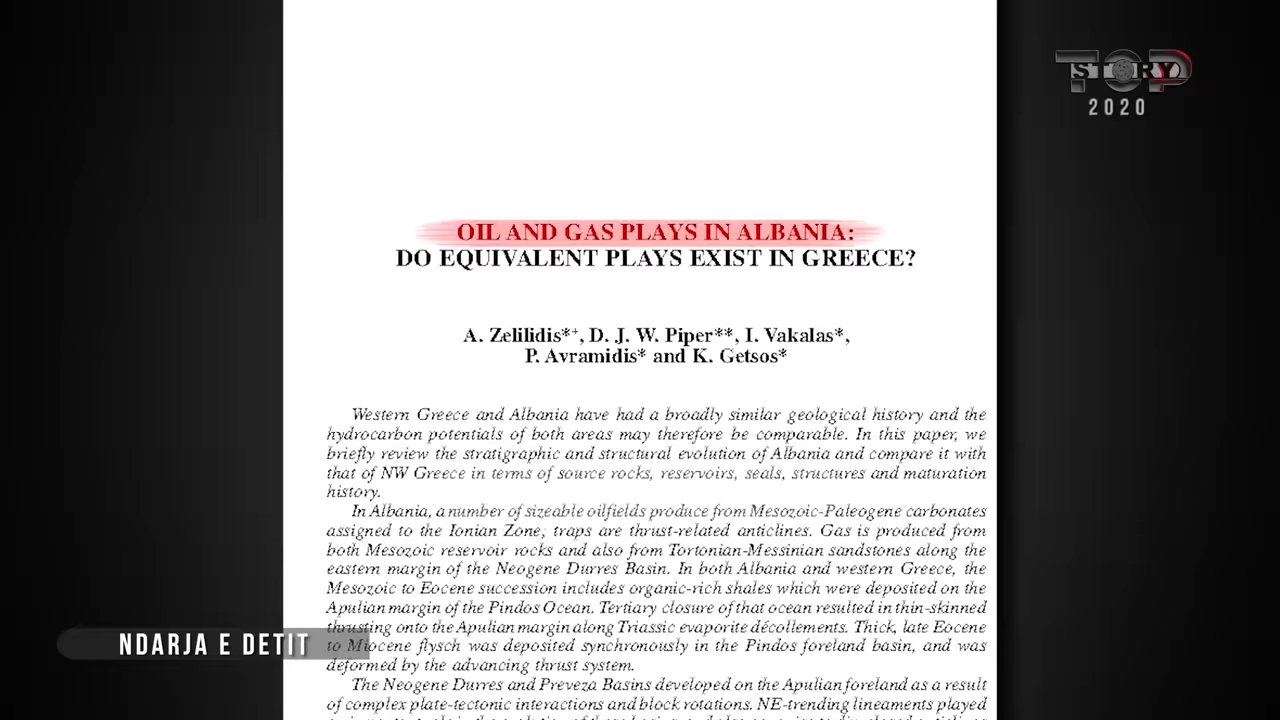 TOP
STORY
2020
OIL AND GAS PLAYS IN ALBANIA:
DO EQUIVALENT PLAYS EXIST IN GREECE?
A. Zelilidis*⁺, D. J. W. Piper**, I. Vakalas*,
P. Avramidis* and K. Getsos*
Western Greece and Albania have had a broadly similar geological history and the
hydrocarbon potentials of both areas may therefore be comparable. In this paper, we
briefly review the stratigraphic and structural evolution of Albania and compare it with
that of NW Greece in terms of source rocks, reservoirs, seals, structures and maturation
history.
In Albania, a number of sizeable oilfields produce from Mesozoic-Paleogene carbonates
assigned to the Ionian Zone; traps are thrust-related anticlines. Gas is produced from
both Mesozoic reservoir rocks and also from Tortonian-Messinian sandstones along the
eastern margin of the Neogene Durres Basin. In both Albania and western Greece, the
Mesozoic to Eocene succession includes organic-rich shales which were deposited on the
Apulian margin of the Pindos Ocean. Tertiary closure of that ocean resulted in thin-skinned
thrusting onto the Apulian margin along Triassic evaporite décollements. Thick, late Eocene
to Miocene flysch was deposited synchronously in the Pindos foreland basin, and was
deformed by the advancing thrust system.
The Neogene Durres and Preveza Basins developed on the Apulian foreland as a result
of complex plate-tectonic interactions and block rotations. NE-trending lineaments played
NDARJA E DETIT